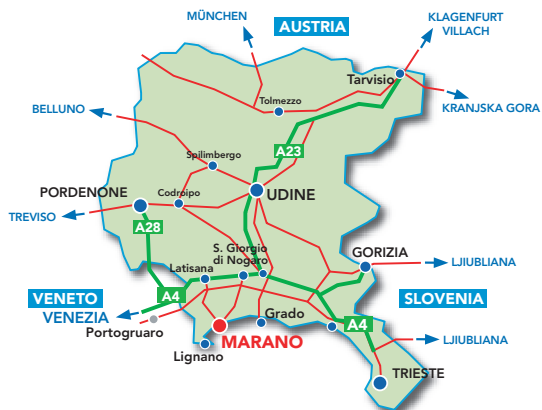 MÜNCHEN
AUSTRIA
KLAGENFURT
VILLACH
Tarvisio
KRANJSKA GORA
Tolmezzo
BELLUNO
A23
Spilimbergo
PORDENONE
Codroipo
UDINE
TREVISO
A28
S. Giorgio
di Nogaro
GORIZIA
LJIUBLIANA
Latisana
A4
VENETO
VENEZIA
SLOVENIA
Portogruaro
Grado
A4
MARANO
LJIUBLIANA
Lignano
TRIESTE